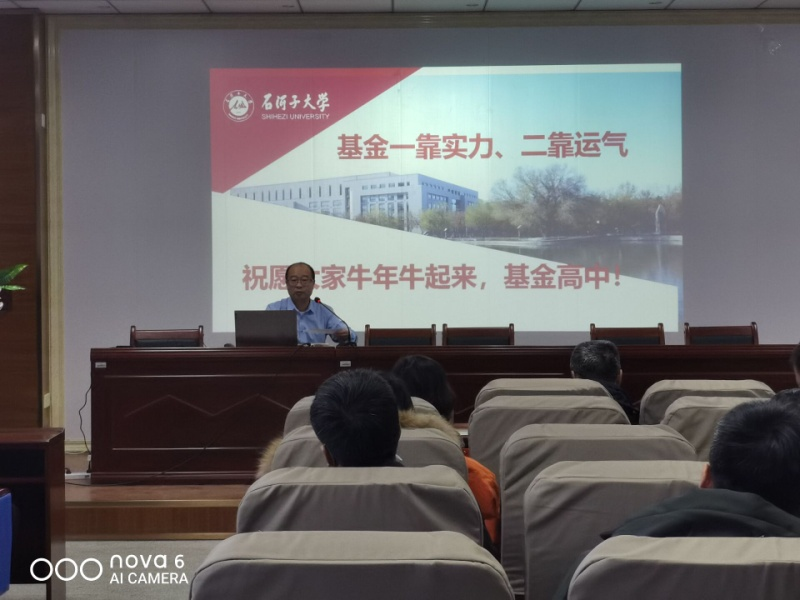 石河子大学
SHIHEZI UNIVERSITY
基金一靠实力、二靠运气
祝愿大家牛年牛起来，基金高中！
nova 6
AI CAMERA